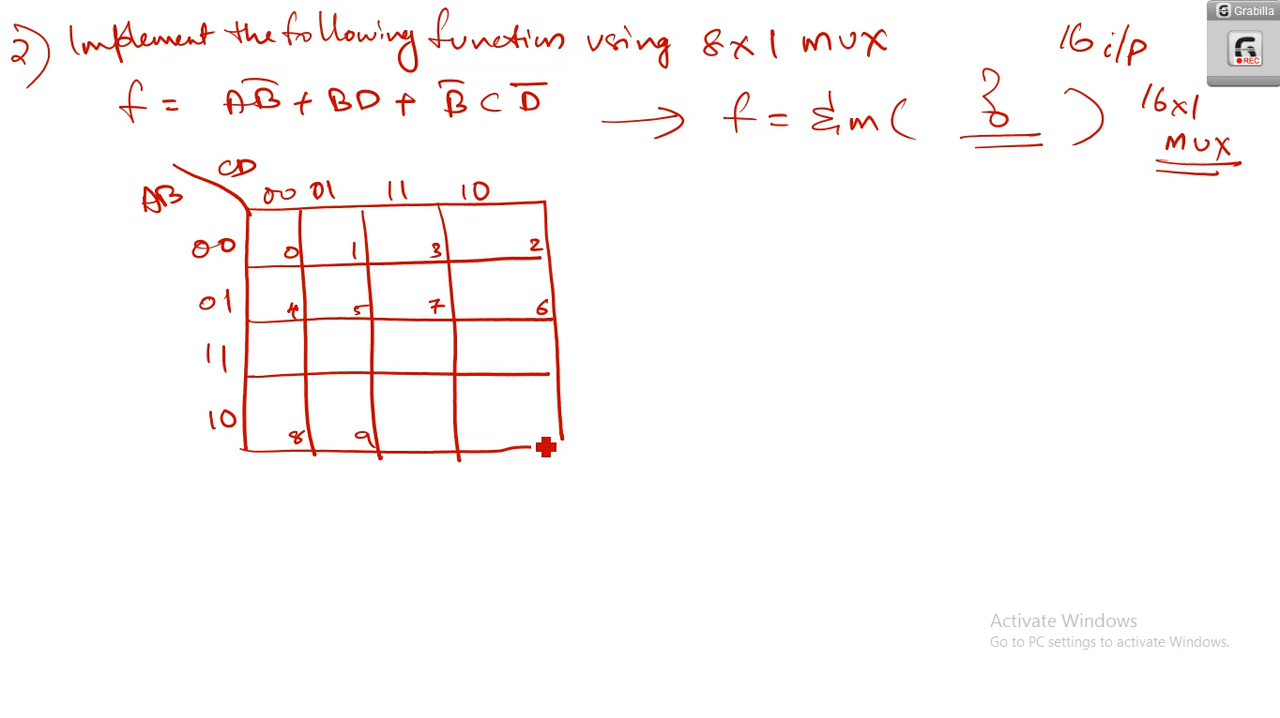 2) Implement the following function using 8x1 mux
16 i/p
f = AB̅ + BD + B̅ C D̅ → f = Σm( )
16x1
mux
CD
AB
00 01 11 10
00 0 1 3 2
01 4 5 7 6
11
10 8 9
Grabilla
REC
Activate Windows
Go to PC settings to activate Windows.